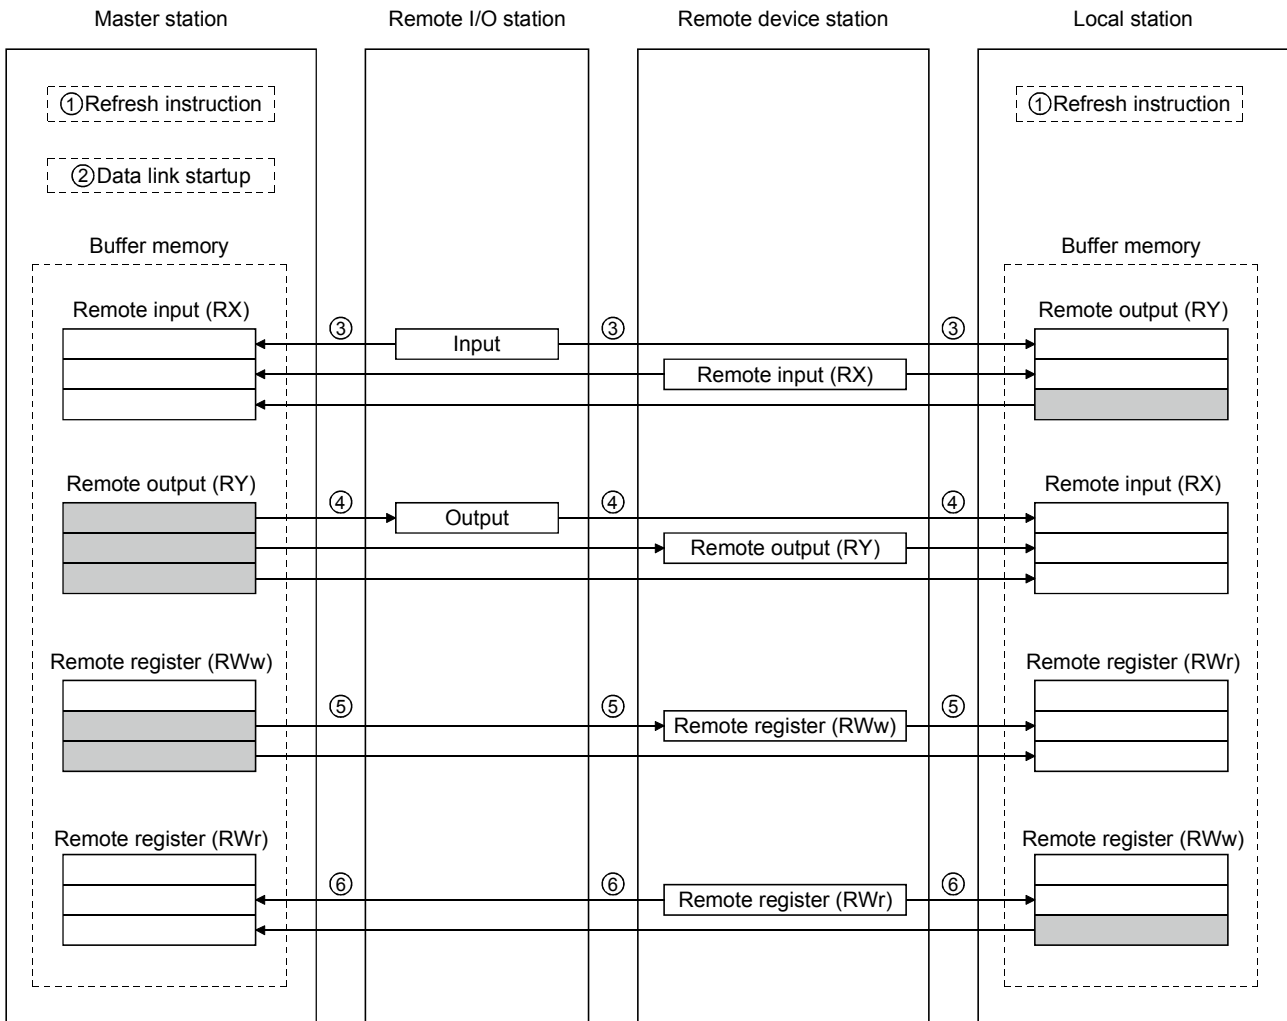 Master station
Remote I/O station
Remote device station
Local station
①Refresh instruction
①Refresh instruction
②Data link startup
Buffer memory
Buffer memory
Remote input (RX)
Remote output (RY)
③
③
③
Input
Remote input (RX)
Remote output (RY)
Remote input (RX)
④
④
④
Output
Remote output (RY)
Remote register (RWw)
Remote register (RWr)
⑤
⑤
⑤
Remote register (RWw)
Remote register (RWr)
Remote register (RWw)
⑥
⑥
⑥
Remote register (RWr)